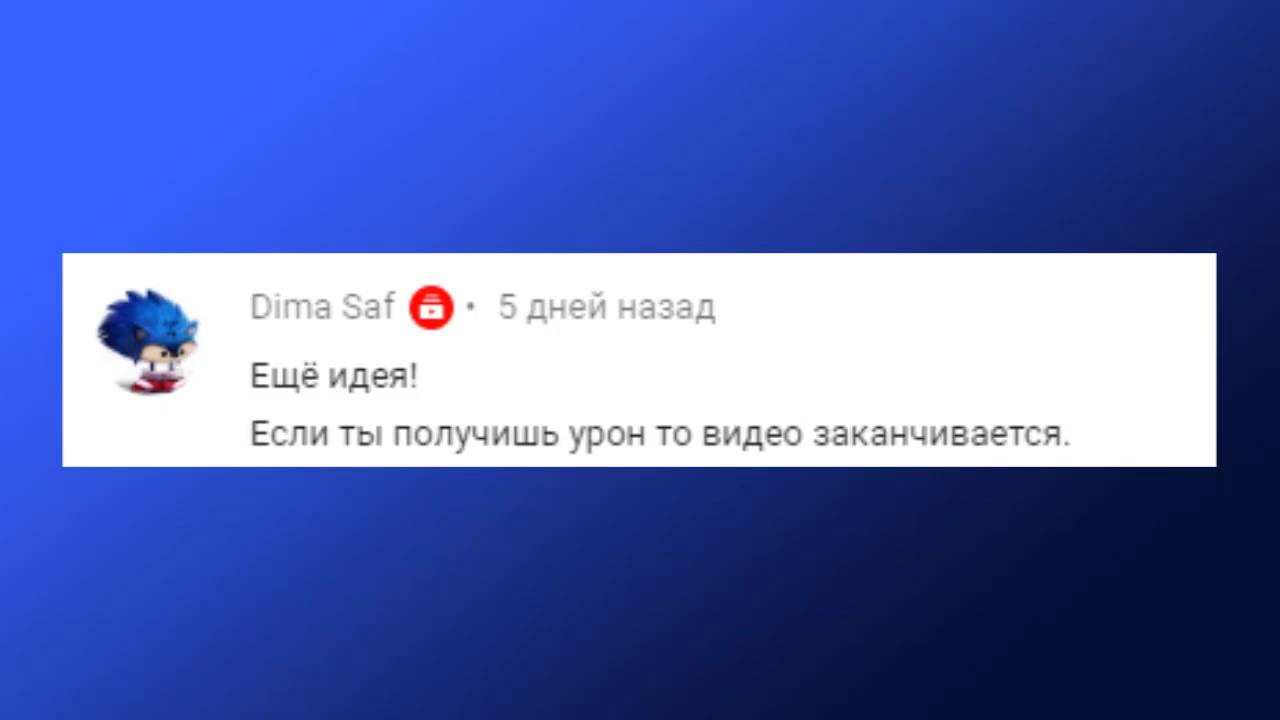 Dima Saf • 5 дней назад
Ещё идея!
Если ты получишь урон то видео заканчивается.